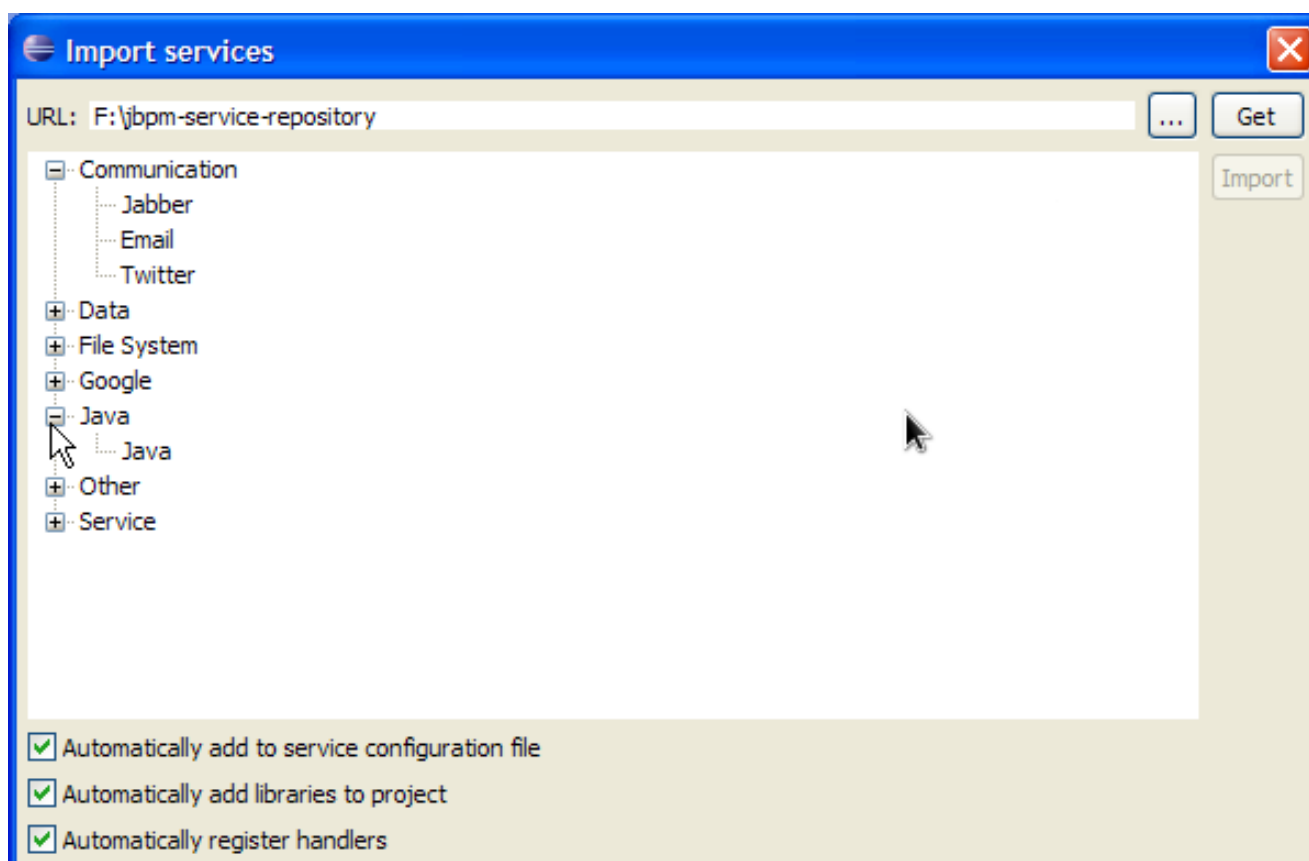 Import services
URL: F:\jbpm-service-repository ... Get
Import
Communication
Jabber
Email
Twitter
Data
File System
Google
Java
Java
Other
Service
Automatically add to service configuration file
Automatically add libraries to project
Automatically register handlers